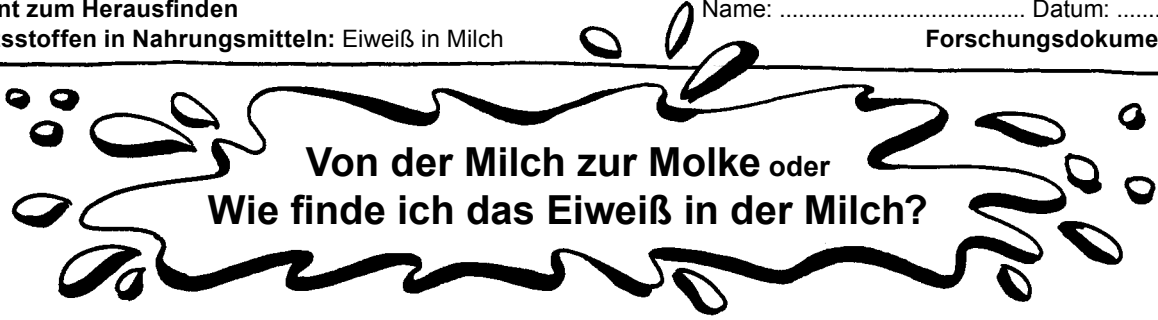 nt zum Herausfinden
Name: .................................... Datum: .......
sstoffen in Nahrungsmitteln: Eiweiß in Milch
Forschungsdokume
Von der Milch zur Molke oder
Wie finde ich das Eiweiß in der Milch?